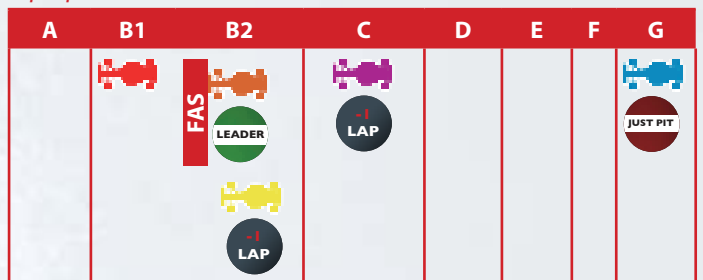 A B1 B2 C D E F G
FAS
LEADER
-1
LAP
JUST PIT
-1
LAP